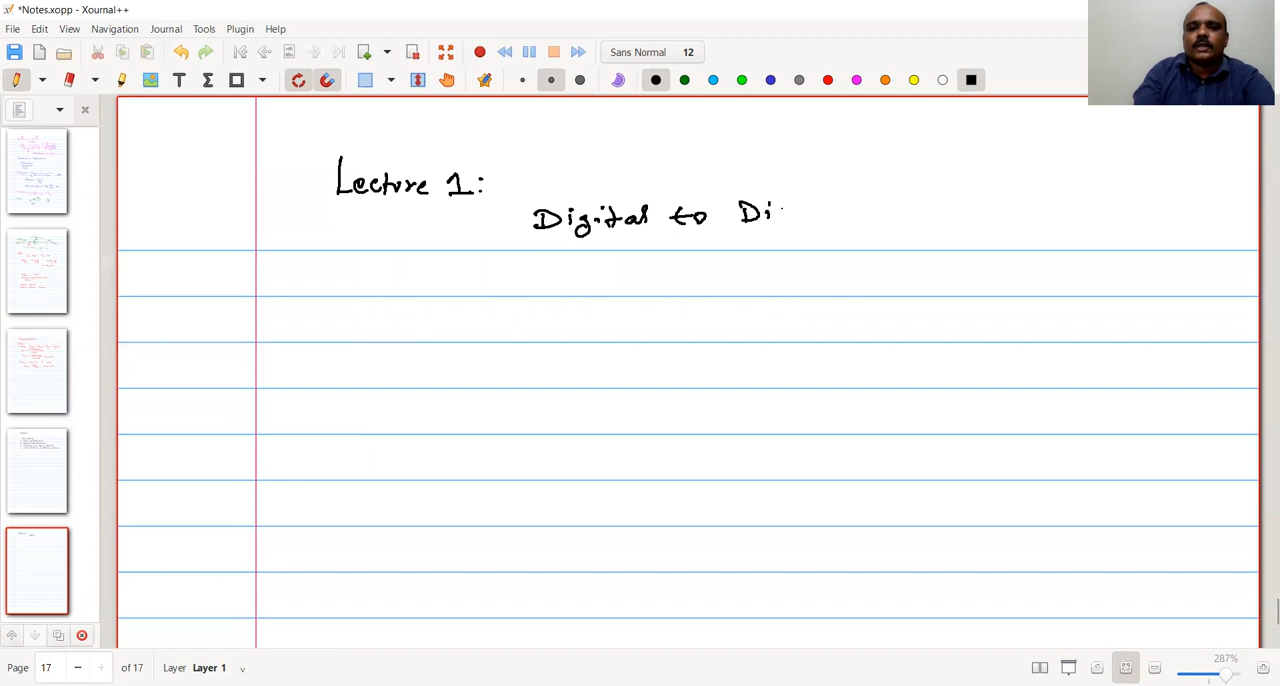 *Notes.xopp - Xournal++
File Edit View Navigation Journal Tools Plugin Help
Sans Normal 12
Lecture 1:
Digital to Di
Page 17 of 17 Layer Layer 1
287%